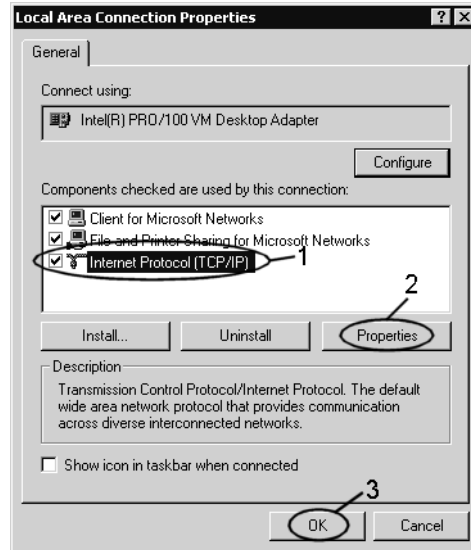 Local Area Connection Properties
General
Connect using:
Intel(R) PRO/100 VM Desktop Adapter
Configure
Components checked are used by this connection:
Client for Microsoft Networks
File and Printer Sharing for Microsoft Networks
Internet Protocol (TCP/IP)
1
2
Install...
Uninstall
Properties
Description
Transmission Control Protocol/Internet Protocol. The default
wide area network protocol that provides communication
across diverse interconnected networks.
Show icon in taskbar when connected
3
OK
Cancel